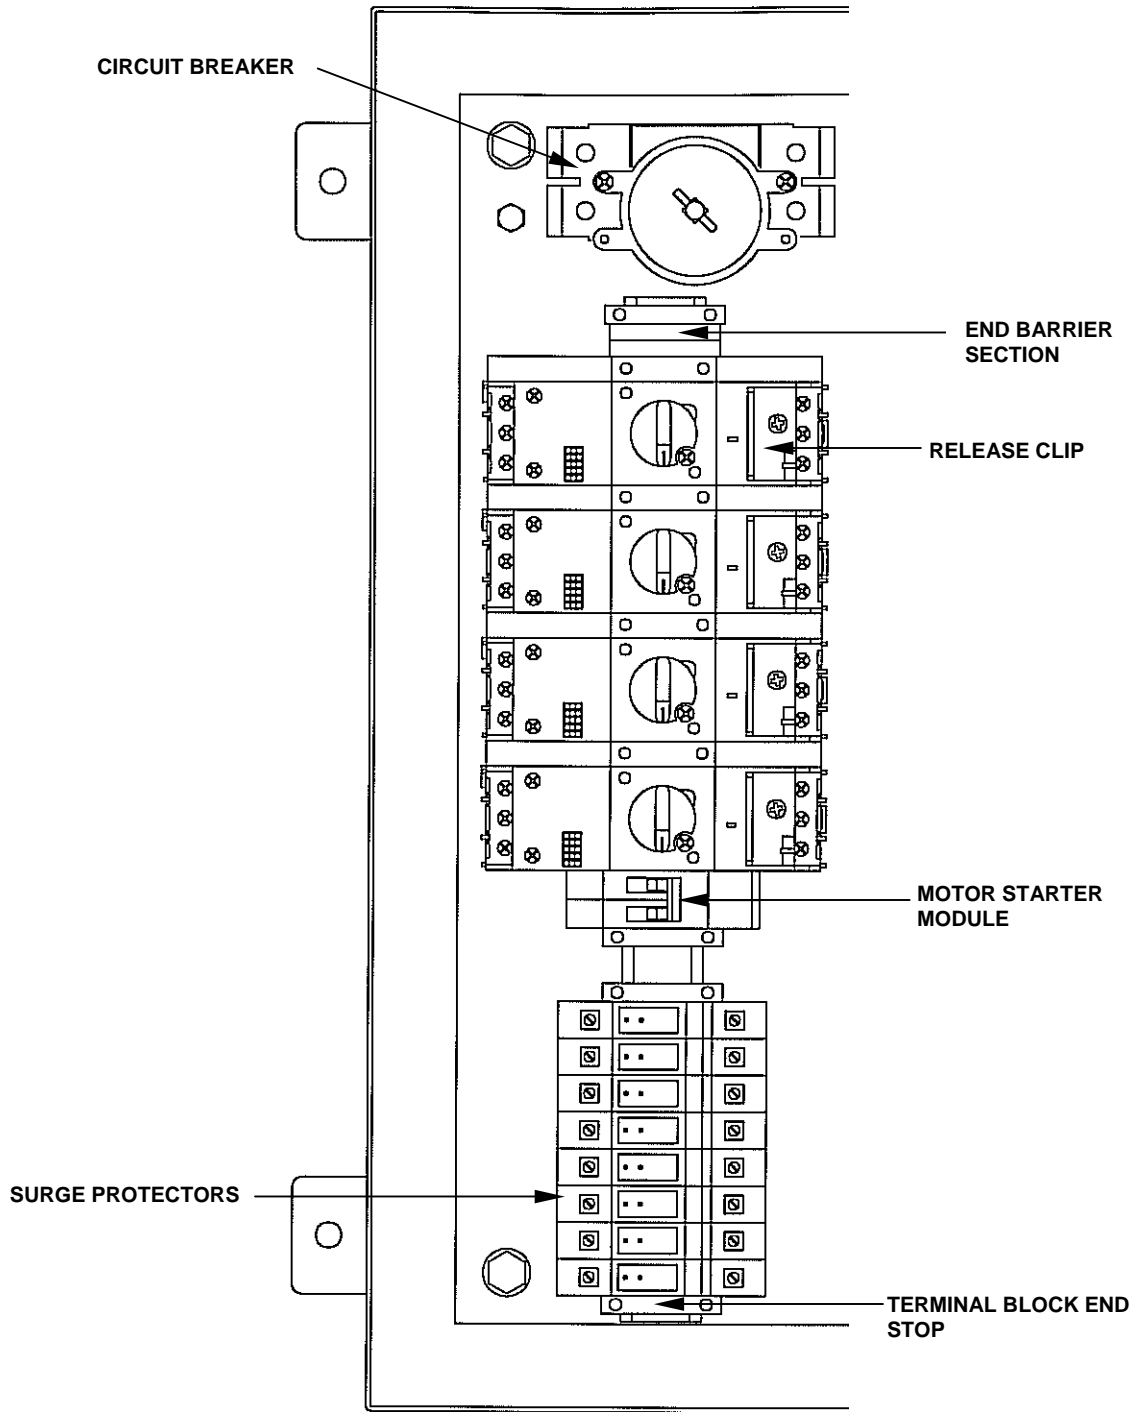 CIRCUIT BREAKER
END BARRIER
SECTION
RELEASE CLIP
MOTOR STARTER
MODULE
SURGE PROTECTORS
TERMINAL BLOCK END
STOP